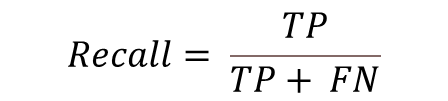 Recall = TP / TP + FN